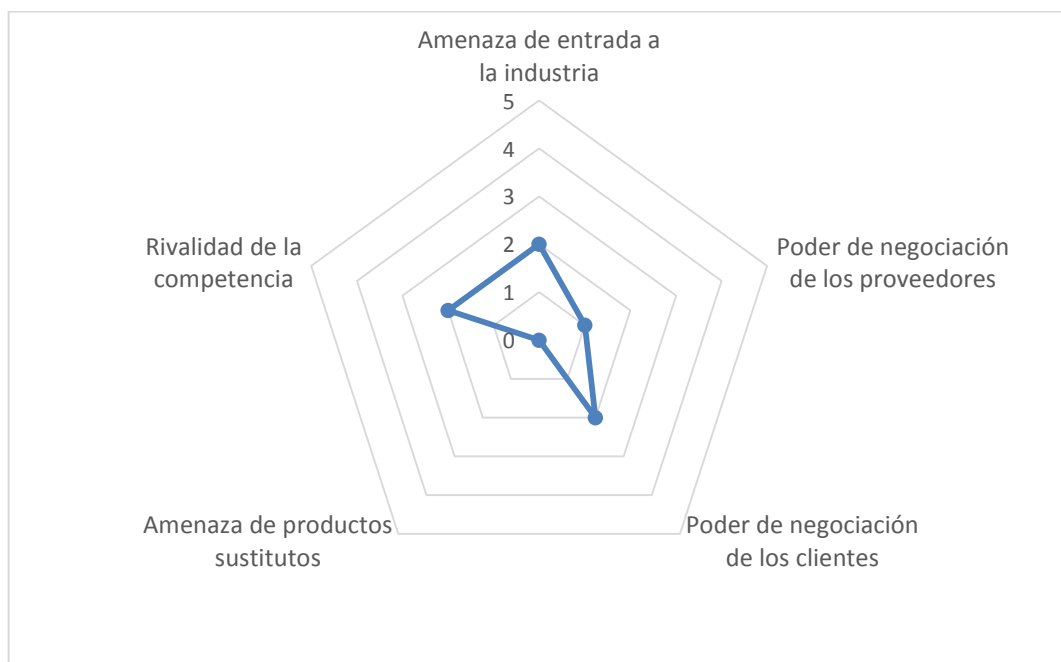 Amenaza de entrada a
la industria
5
4
3
2
1
0
Rivalidad de la
competencia
Poder de negociación
de los proveedores
Amenaza de productos
sustitutos
Poder de negociación
de los clientes